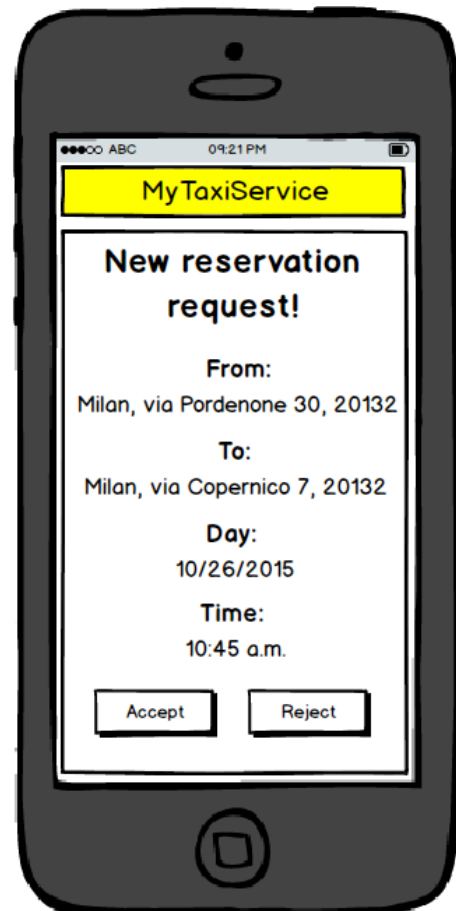 ABC 09:21 PM
MyTaxiService
New reservation
request!
From:
Milan, via Pordenone 30, 20132
To:
Milan, via Copernico 7, 20132
Day:
10/26/2015
Time:
10:45 a.m.
Accept Reject